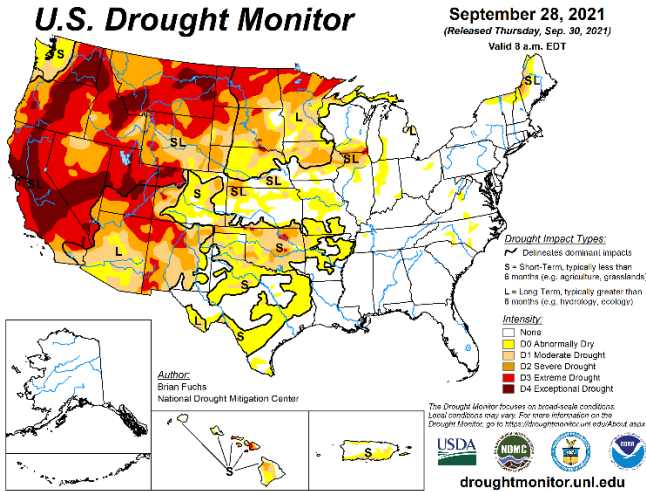 U.S. Drought Monitor
September 28, 2021
(Released Thursday, Sep. 30, 2021)
Valid 8 a.m. EDT
S
SL
L
SL
SL
S
SL
SL
SL
L
S
S
L
S
S
S
Drought Impact Types:
Delineates dominant impacts
S = Short-Term, typically less than
6 months (e.g. agriculture, grasslands)
L = Long Term, typically greater than
6 months (e.g. hydrology, ecology)
Intensity:
None
D0 Abnormally Dry
D1 Moderate Drought
D2 Severe Drought
D3 Extreme Drought
D4 Exceptional Drought
Author:
Brian Fuchs
National Drought Mitigation Center
The Drought Monitor focuses on broad-scale conditions.
Local conditions may vary. For more information on the
Drought Monitor, go to https://droughtmonitor.unl.edu/About.aspx
USDA
NDMC
droughtmonitor.unl.edu